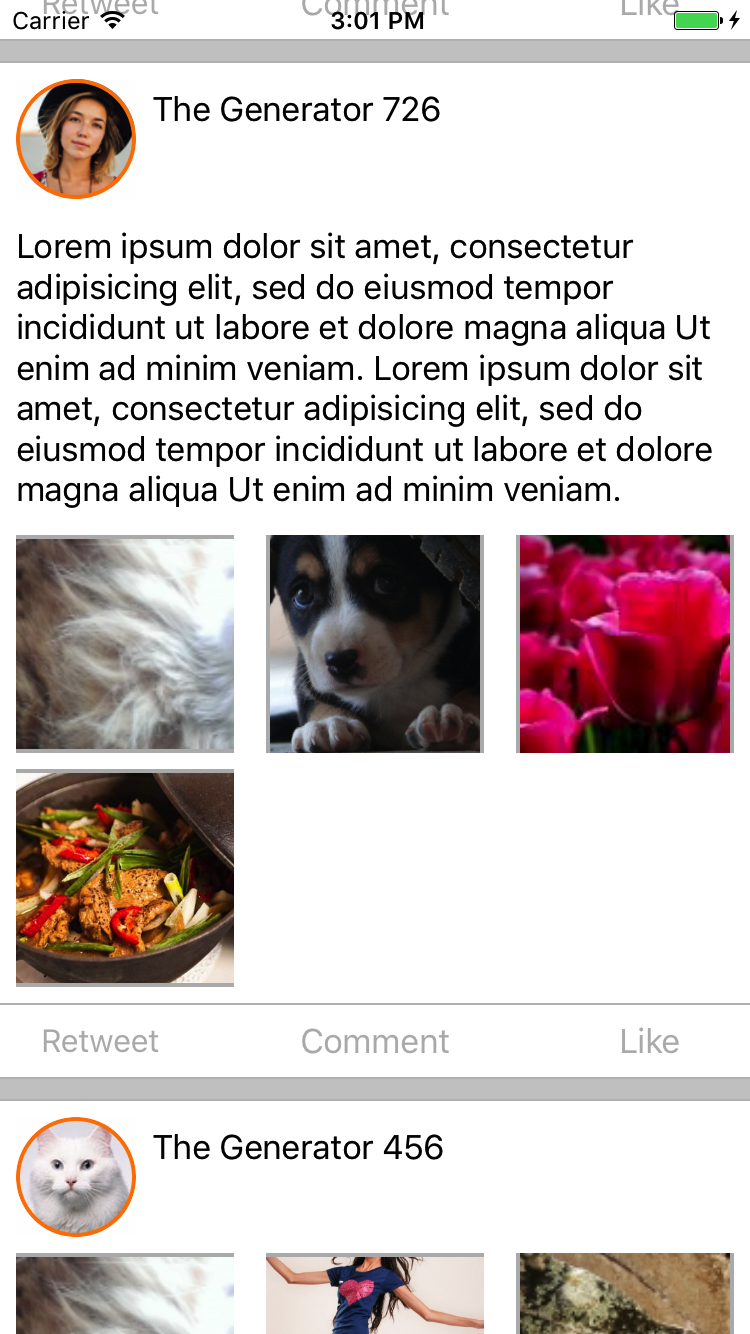 Retweet Comment Like
Carrier 3:01 PM
The Generator 726
Lorem ipsum dolor sit amet, consectetur
adipisicing elit, sed do eiusmod tempor
incididunt ut labore et dolore magna aliqua Ut
enim ad minim veniam. Lorem ipsum dolor sit
amet, consectetur adipisicing elit, sed do
eiusmod tempor incididunt ut labore et dolore
magna aliqua Ut enim ad minim veniam.
Retweet Comment Like
The Generator 456